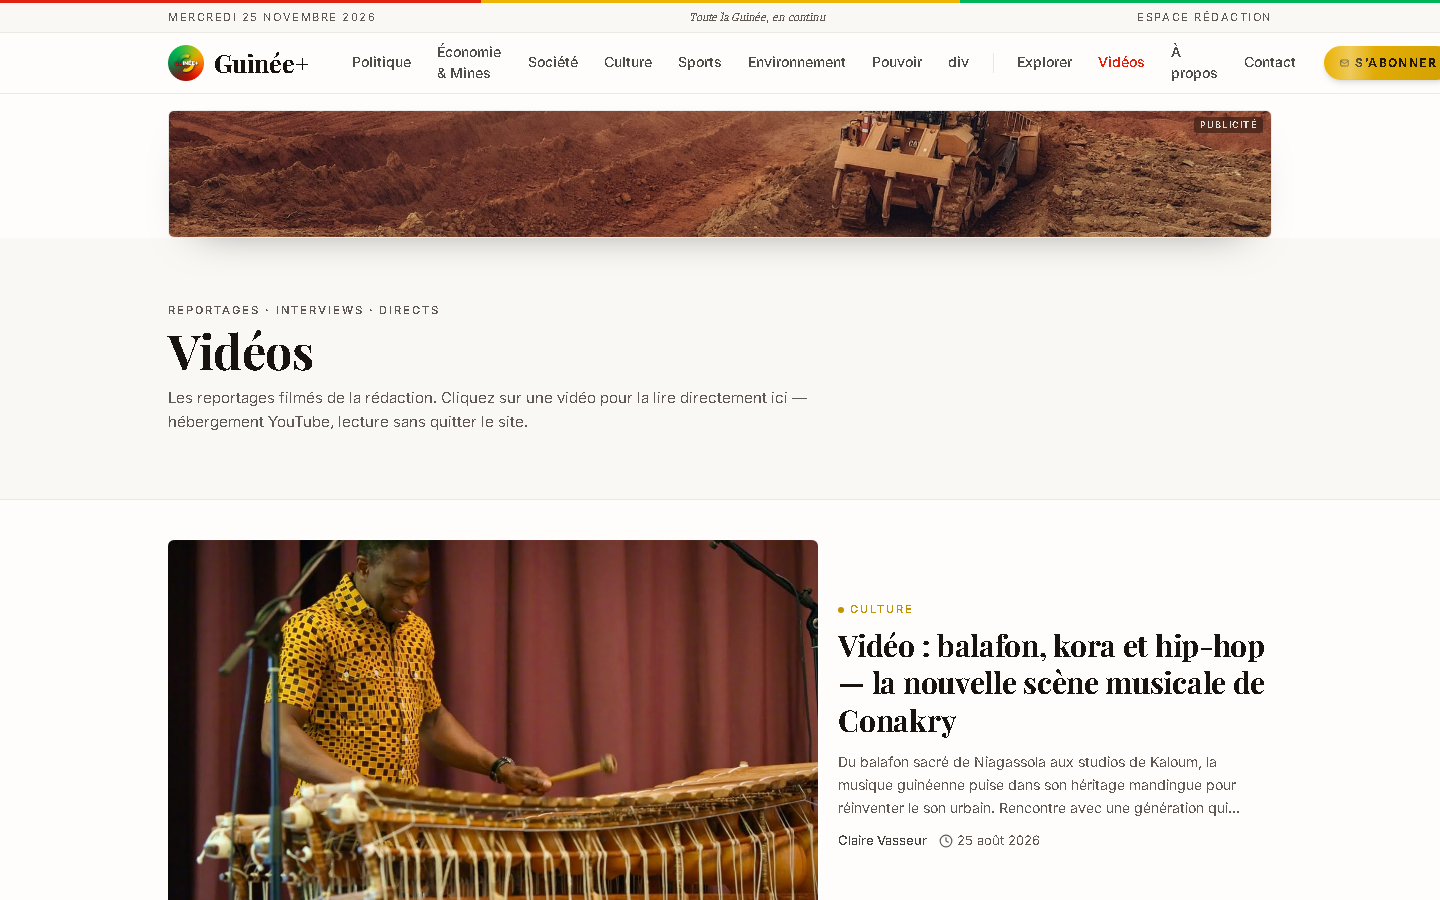 MERCREDI 25 NOVEMBRE 2026
Toute la Guinée, en continu
ESPACE RÉDACTION
Guinée+
Politique
Économie
& Mines
Société
Culture
Sports
Environnement
Pouvoir
div
Explorer
Vidéos
À
propos
Contact
S'ABONNER
PUBLICITÉ
REPORTAGES · INTERVIEWS · DIRECTS
Vidéos
Les reportages filmés de la rédaction. Cliquez sur une vidéo pour la lire directement ici —
hébergement YouTube, lecture sans quitter le site.
CULTURE
Vidéo : balafon, kora et hip-hop
— la nouvelle scène musicale de
Conakry
Du balafon sacré de Niagassola aux studios de Kaloum, la
musique guinéenne puise dans son héritage mandingue pour
réinventer le son urbain. Rencontre avec une génération qui...
Claire Vasseur
25 août 2026